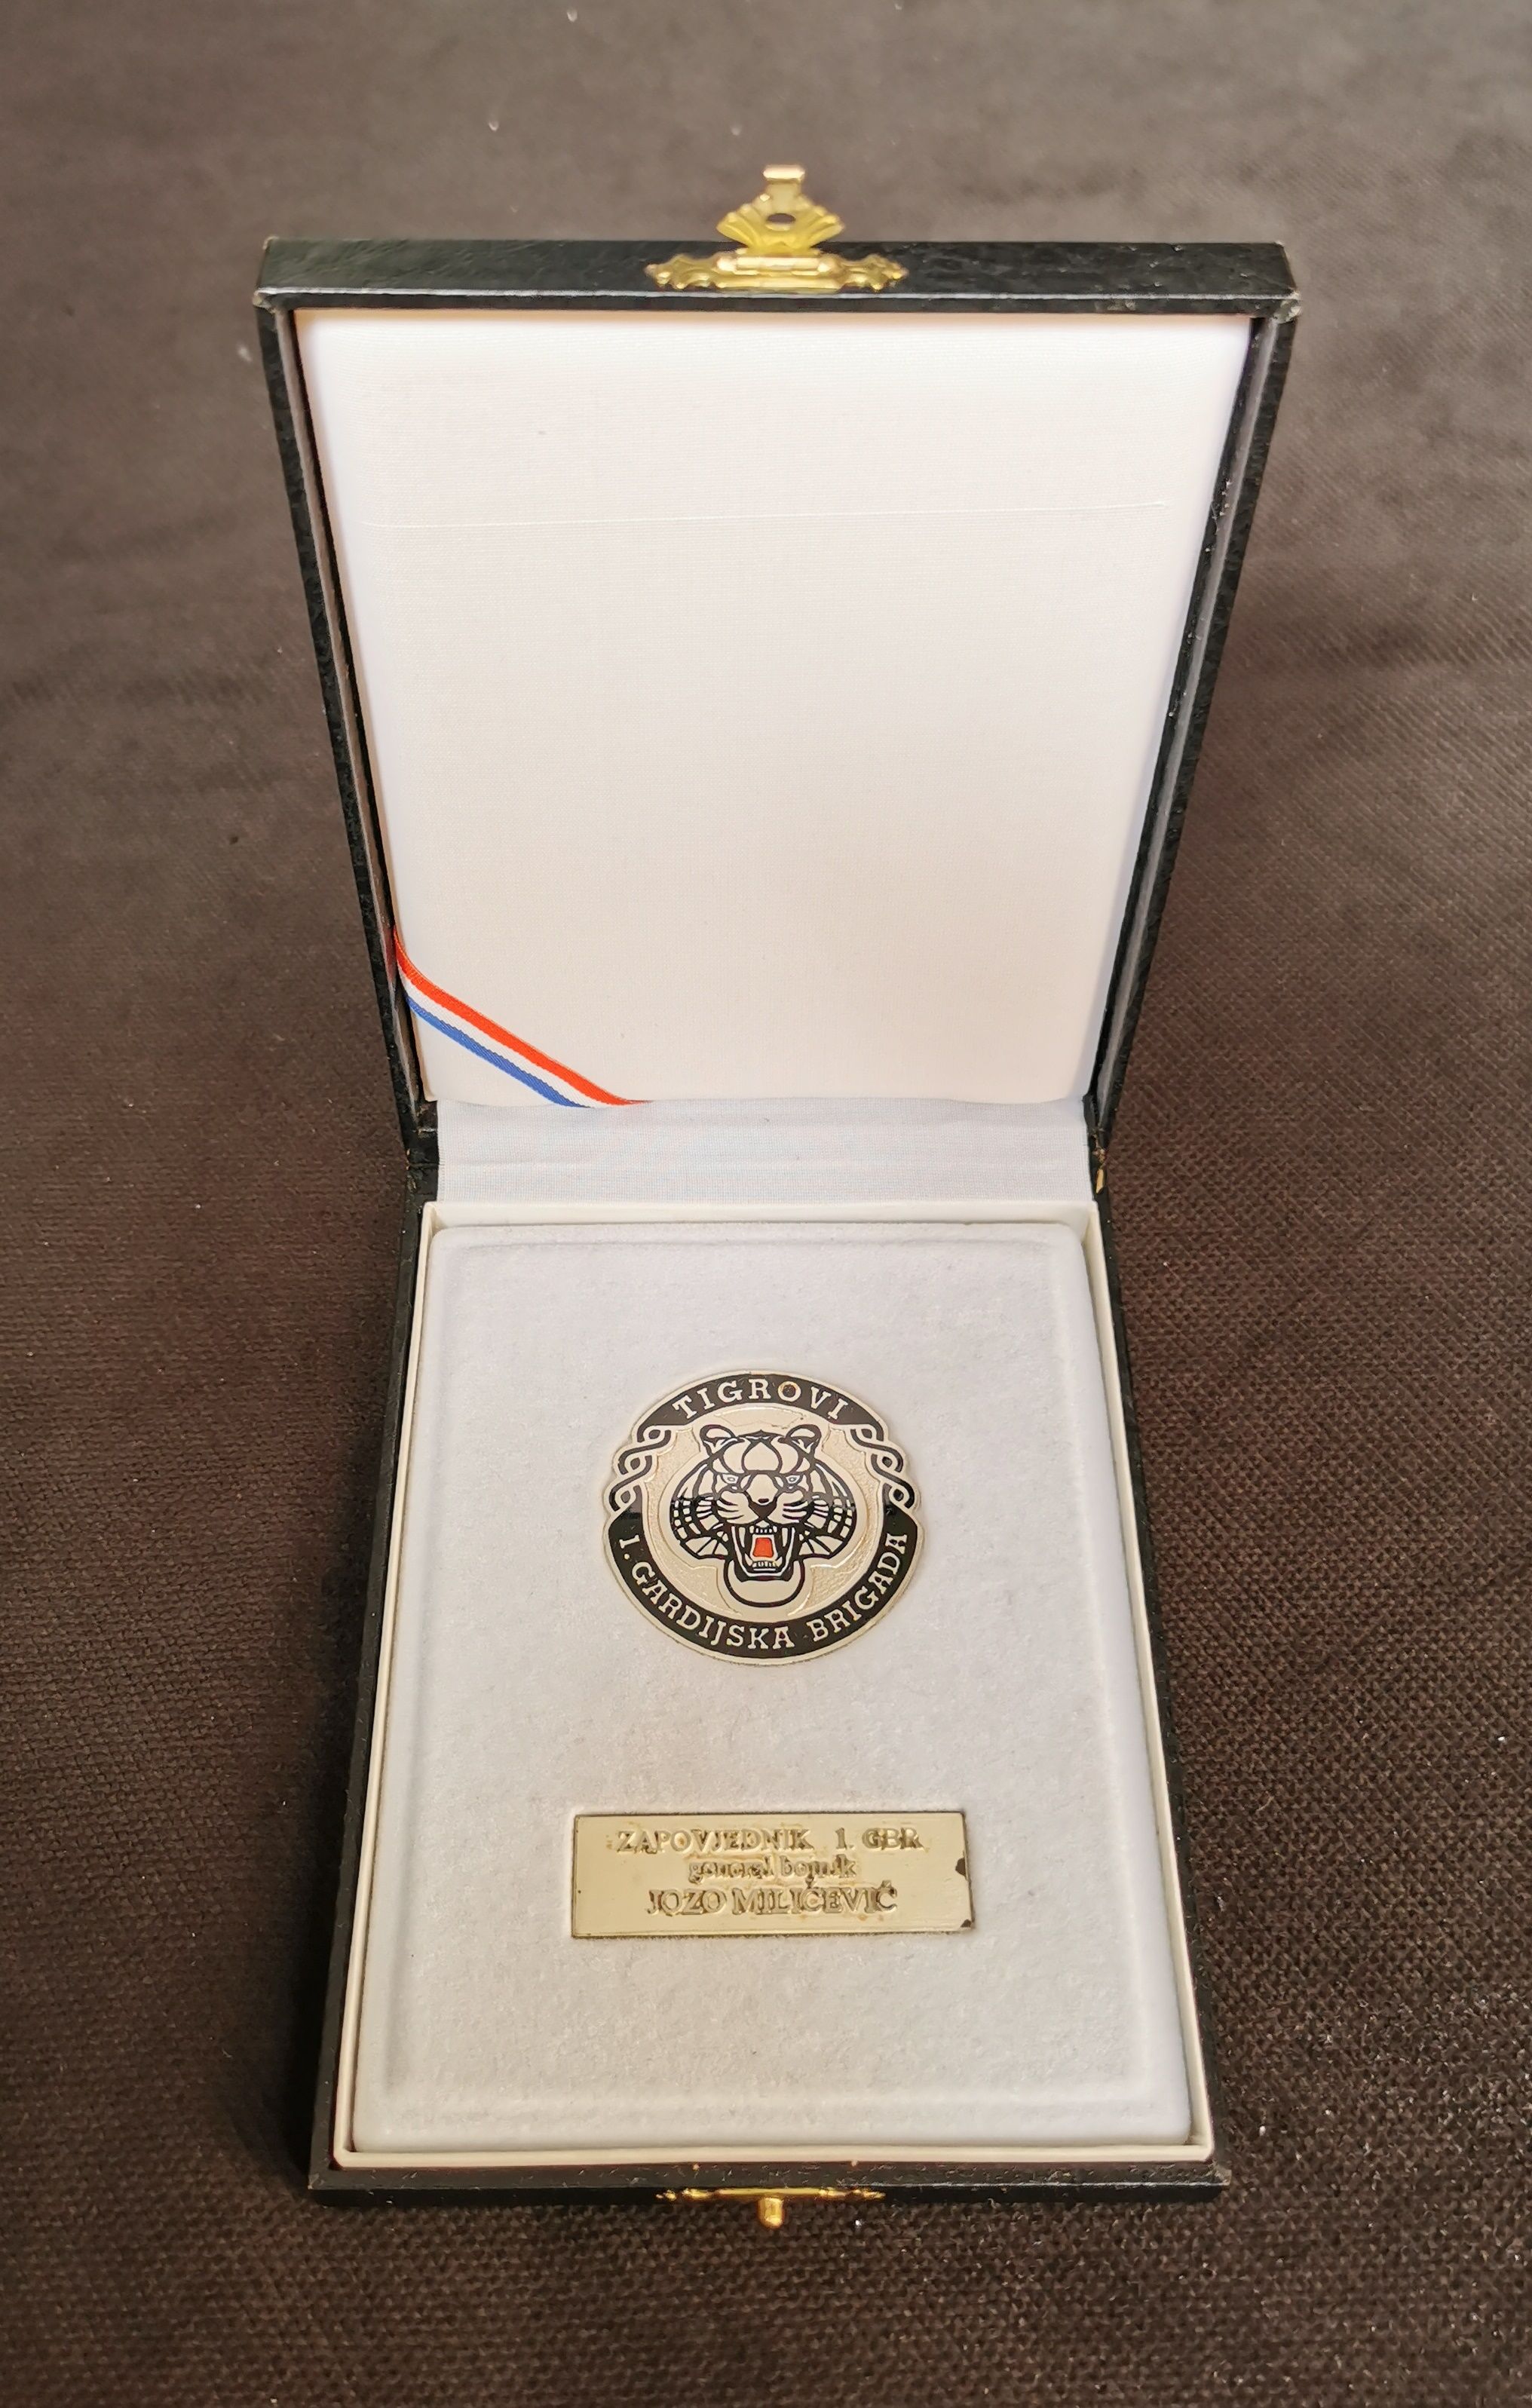 TIGROVI
1. GARDIJSKA BRIGADA
ZAPOVJEDNIK 1. GBR
general bojnik
JOZO MILIČEVIĆ